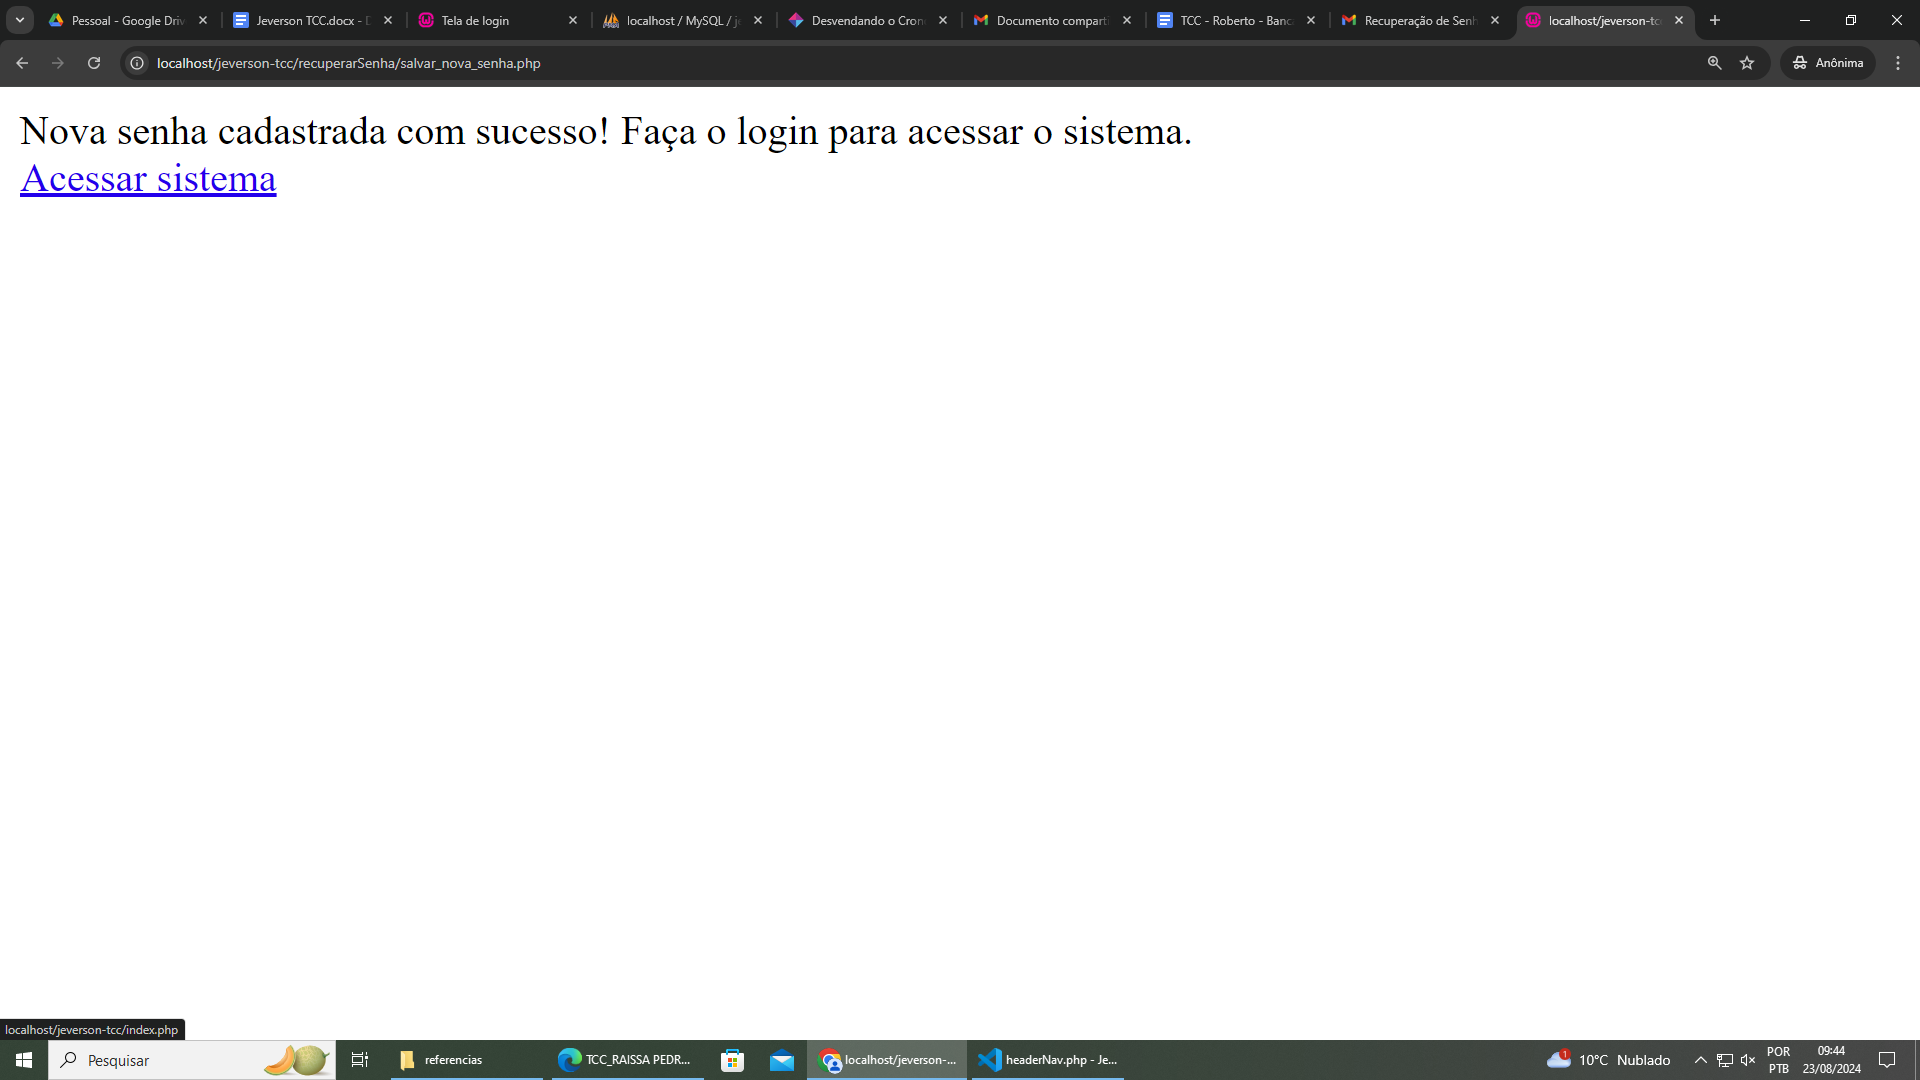 Pessoal - Google Driv
Jeverson TCC.docx - D
Tela de login
localhost / MySQL / je
Desvendando o Cron
Documento comparti
TCC - Roberto - Banc
Recuperação de Senh
localhost/jeverson-tc
localhost/jeverson-tcc/recuperarSenha/salvar_nova_senha.php
Anônima
Nova senha cadastrada com sucesso! Faça o login para acessar o sistema.
Acessar sistema
localhost/jeverson-tcc/index.php
Pesquisar
referencias
TCC_RAISSA PEDR...
localhost/jeverson-...
headerNav.php - Je...
1
10°C Nublado
POR
PTB
09:44
23/08/2024